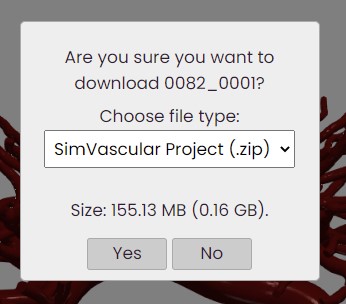 Are you sure you want to
download 0082_0001?
Choose file type:
SimVascular Project (.zip)
Size: 155.13 MB (0.16 GB).
Yes No